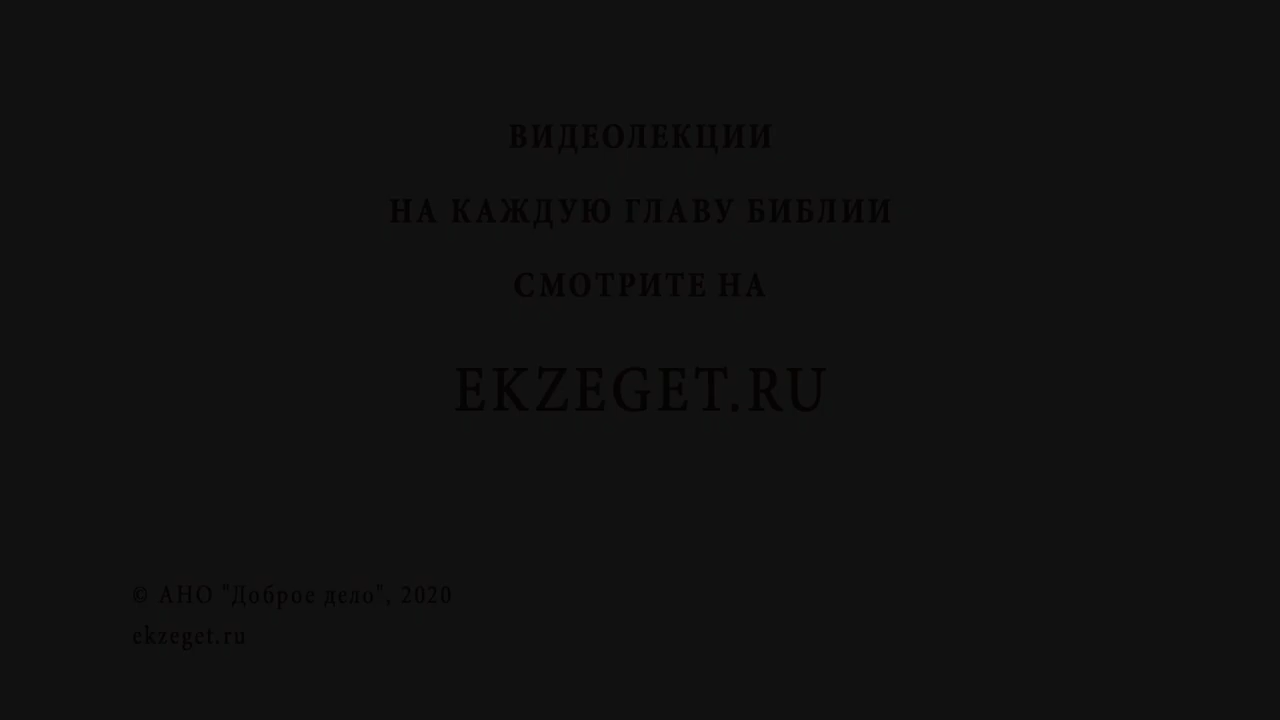 ВИДЕОЛЕКЦИИ
НА КАЖДУЮ ГЛАВУ БИБЛИИ
СМОТРИТЕ НА
EKZEGET.RU
© АНО "Доброе дело", 2020
ekzeget.ru